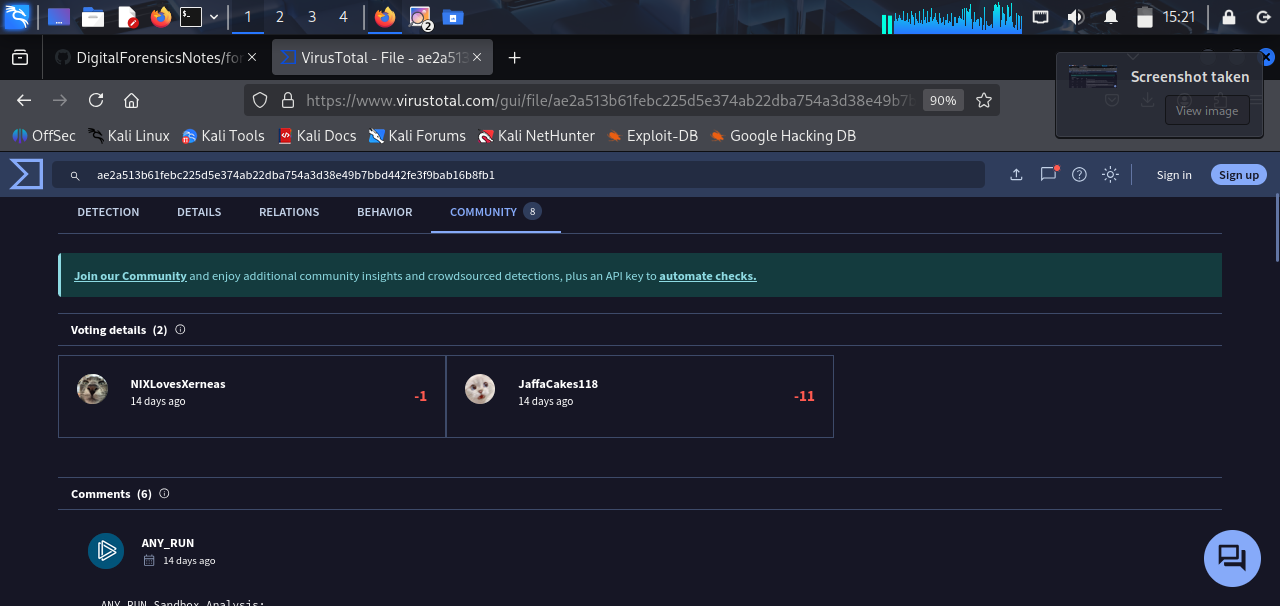 1 2 3 4
2
15:21
DigitalForensicsNotes/for
VirusTotal - File - ae2a513
Screenshot taken
View image
https://www.virustotal.com/gui/file/ae2a513b61febc225d5e374ab22dba754a3d38e49b7b
90%
OffSec Kali Linux Kali Tools Kali Docs Kali Forums Kali NetHunter Exploit-DB Google Hacking DB
ae2a513b61febc225d5e374ab22dba754a3d38e49b7bbd442fe3f9bab16b8fb1
Sign in
Sign up
DETECTION DETAILS RELATIONS BEHAVIOR COMMUNITY 8
Join our Community and enjoy additional community insights and crowdsourced detections, plus an API key to automate checks.
Voting details (2)
NIXLovesXerneas
14 days ago
-1
JaffaCakes118
14 days ago
-11
Comments (6)
ANY_RUN
14 days ago
ANY.RUN Sandbox Analysis: